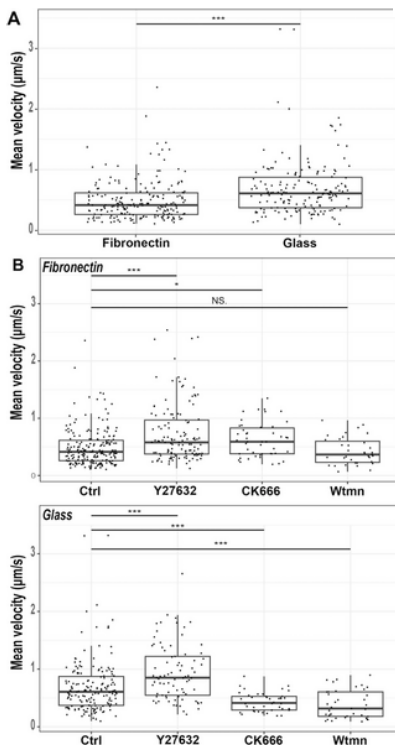 A
***
Mean velocity (µm/s)
3
2
1
0
Fibronectin Glass
B
Fibronectin
***
*
NS.
Mean velocity (µm/s)
3
2
1
0
Ctrl Y27632 CK666 Wtmn
Glass
***
***
***
Mean velocity (µm/s)
3
2
1
0
Ctrl Y27632 CK666 Wtmn